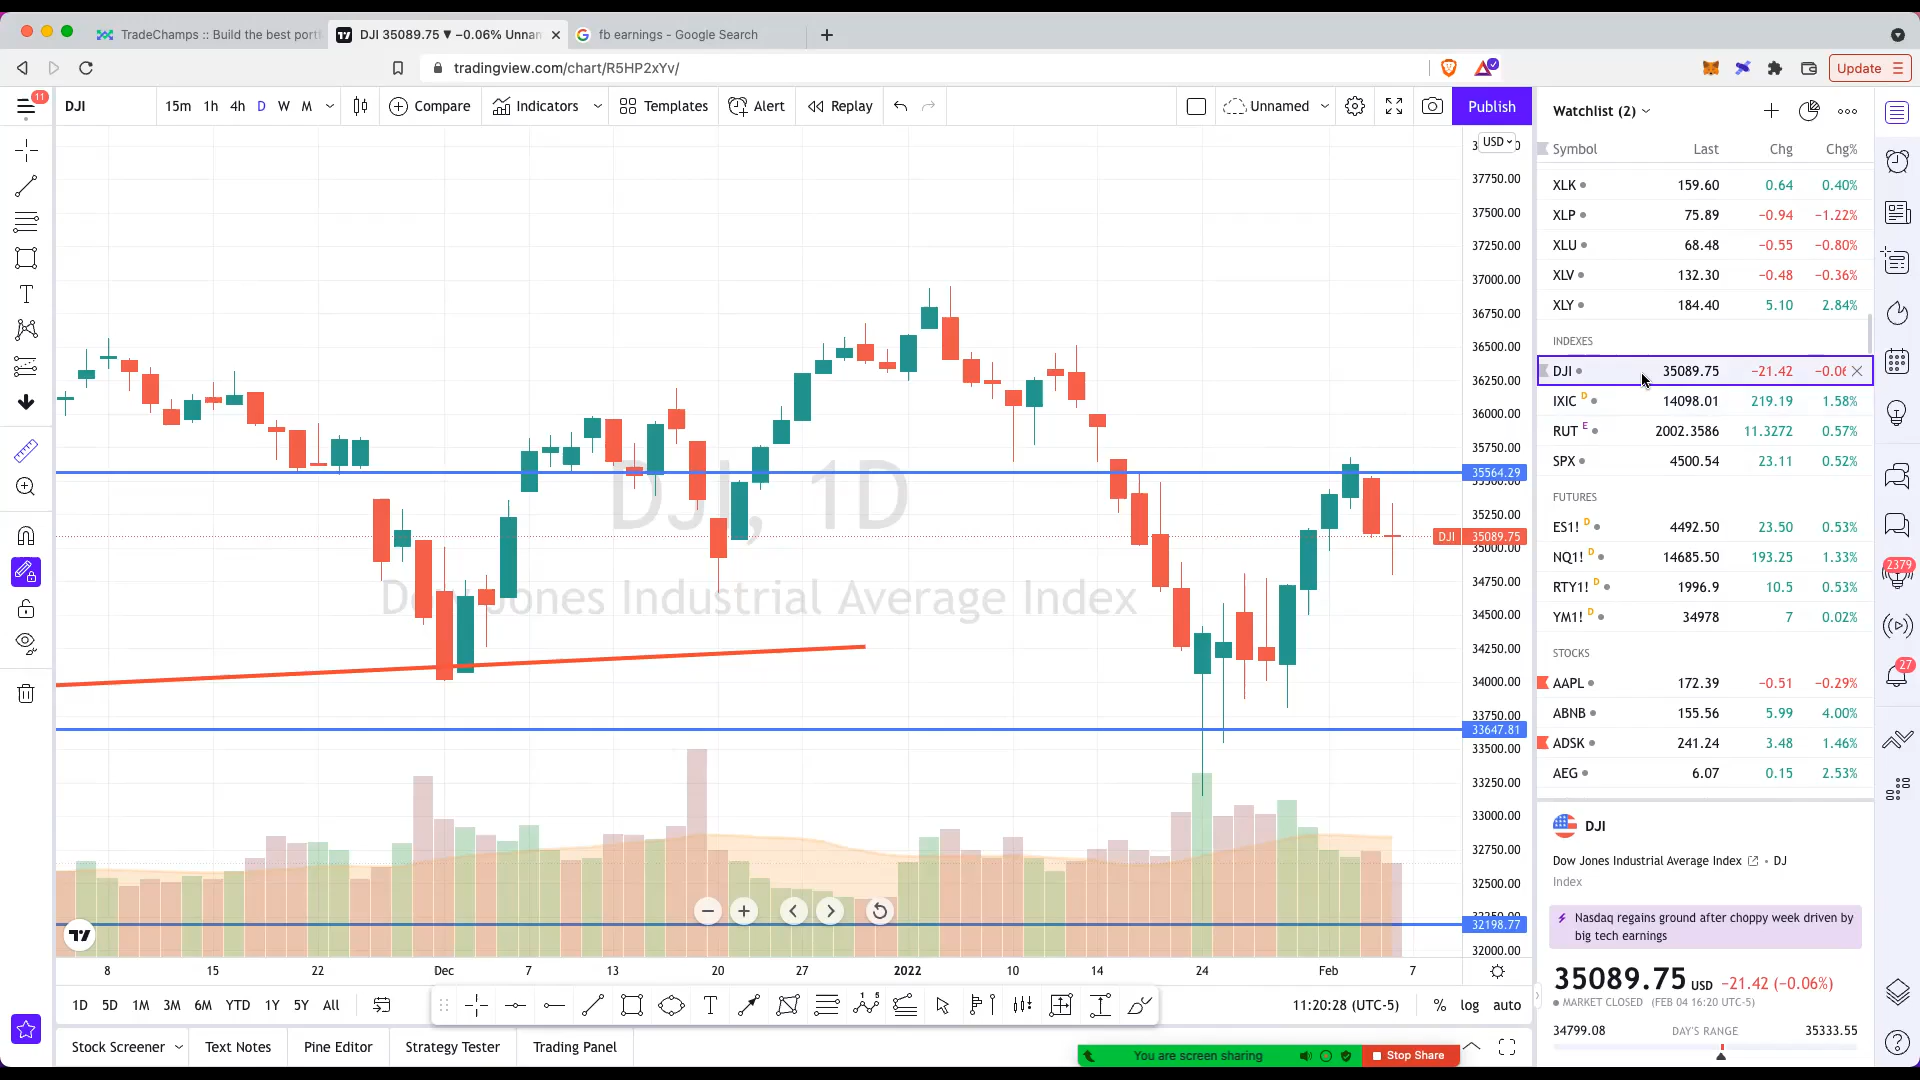 TradeChamps :: Build the best portf
DJI 35089.75 ▼ −0.06% Unnan
fb earnings - Google Search
tradingview.com/chart/R5HP2xYv/
Update
11
DJI
15m 1h 4h D W M
Compare
Indicators
Templates
Alert
Replay
Unnamed
Publish
Watchlist (2)
USD
Symbol Last Chg Chg%
XLK 159.60 0.64 0.40%
XLP 75.89 −0.94 −1.22%
XLU 68.48 −0.55 −0.80%
XLV 132.30 −0.48 −0.36%
XLY 184.40 5.10 2.84%
INDEXES
DJI 35089.75 −21.42 −0.06
IXIC D 14098.01 219.19 1.58%
RUT E 2002.3586 11.3272 0.57%
SPX 4500.54 23.11 0.52%
FUTURES
ES1! D 4492.50 23.50 0.53%
NQ1! D 14685.50 193.25 1.33%
RTY1! D 1996.9 10.5 0.53%
YM1! D 34978 7 0.02%
STOCKS
AAPL 172.39 −0.51 −0.29%
ABNB 155.56 5.99 4.00%
ADSK 241.24 3.48 1.46%
AEG 6.07 0.15 2.53%
37750.00
37500.00
37250.00
37000.00
36750.00
36500.00
36250.00
36000.00
35750.00
35564.29
35500.00
35250.00
DJI 35089.75
35000.00
34750.00
34500.00
34250.00
34000.00
33750.00
33647.81
33500.00
33250.00
33000.00
32750.00
32500.00
32250.00
32198.77
32000.00
DJI, 1D
Dow Jones Industrial Average Index
2379
27
DJI
Dow Jones Industrial Average Index • DJ
Index
Nasdaq regains ground after choppy week driven by
big tech earnings
35089.75 USD −21.42 (−0.06%)
MARKET CLOSED (FEB 04 16:20 UTC-5)
34799.08 DAY'S RANGE 35333.55
8 15 22 Dec 7 13 20 27 2022 10 14 24 Feb 7
1D 5D 1M 3M 6M YTD 1Y 5Y All
T
11:20:28 (UTC-5)
% log auto
Stock Screener
Text Notes
Pine Editor
Strategy Tester
Trading Panel
You are screen sharing
Stop Share